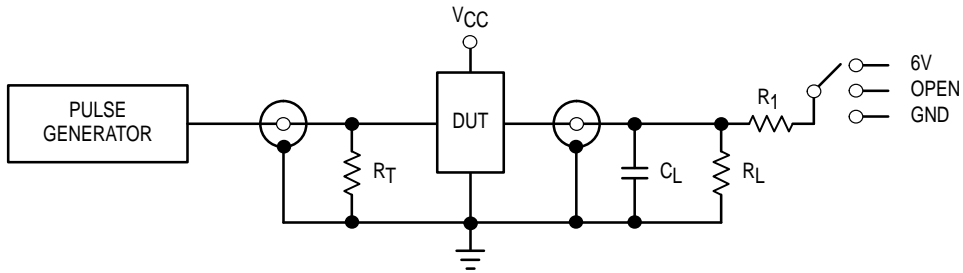 VCC
6V
OPEN
GND
R1
PULSE
GENERATOR
DUT
RT
CL
RL